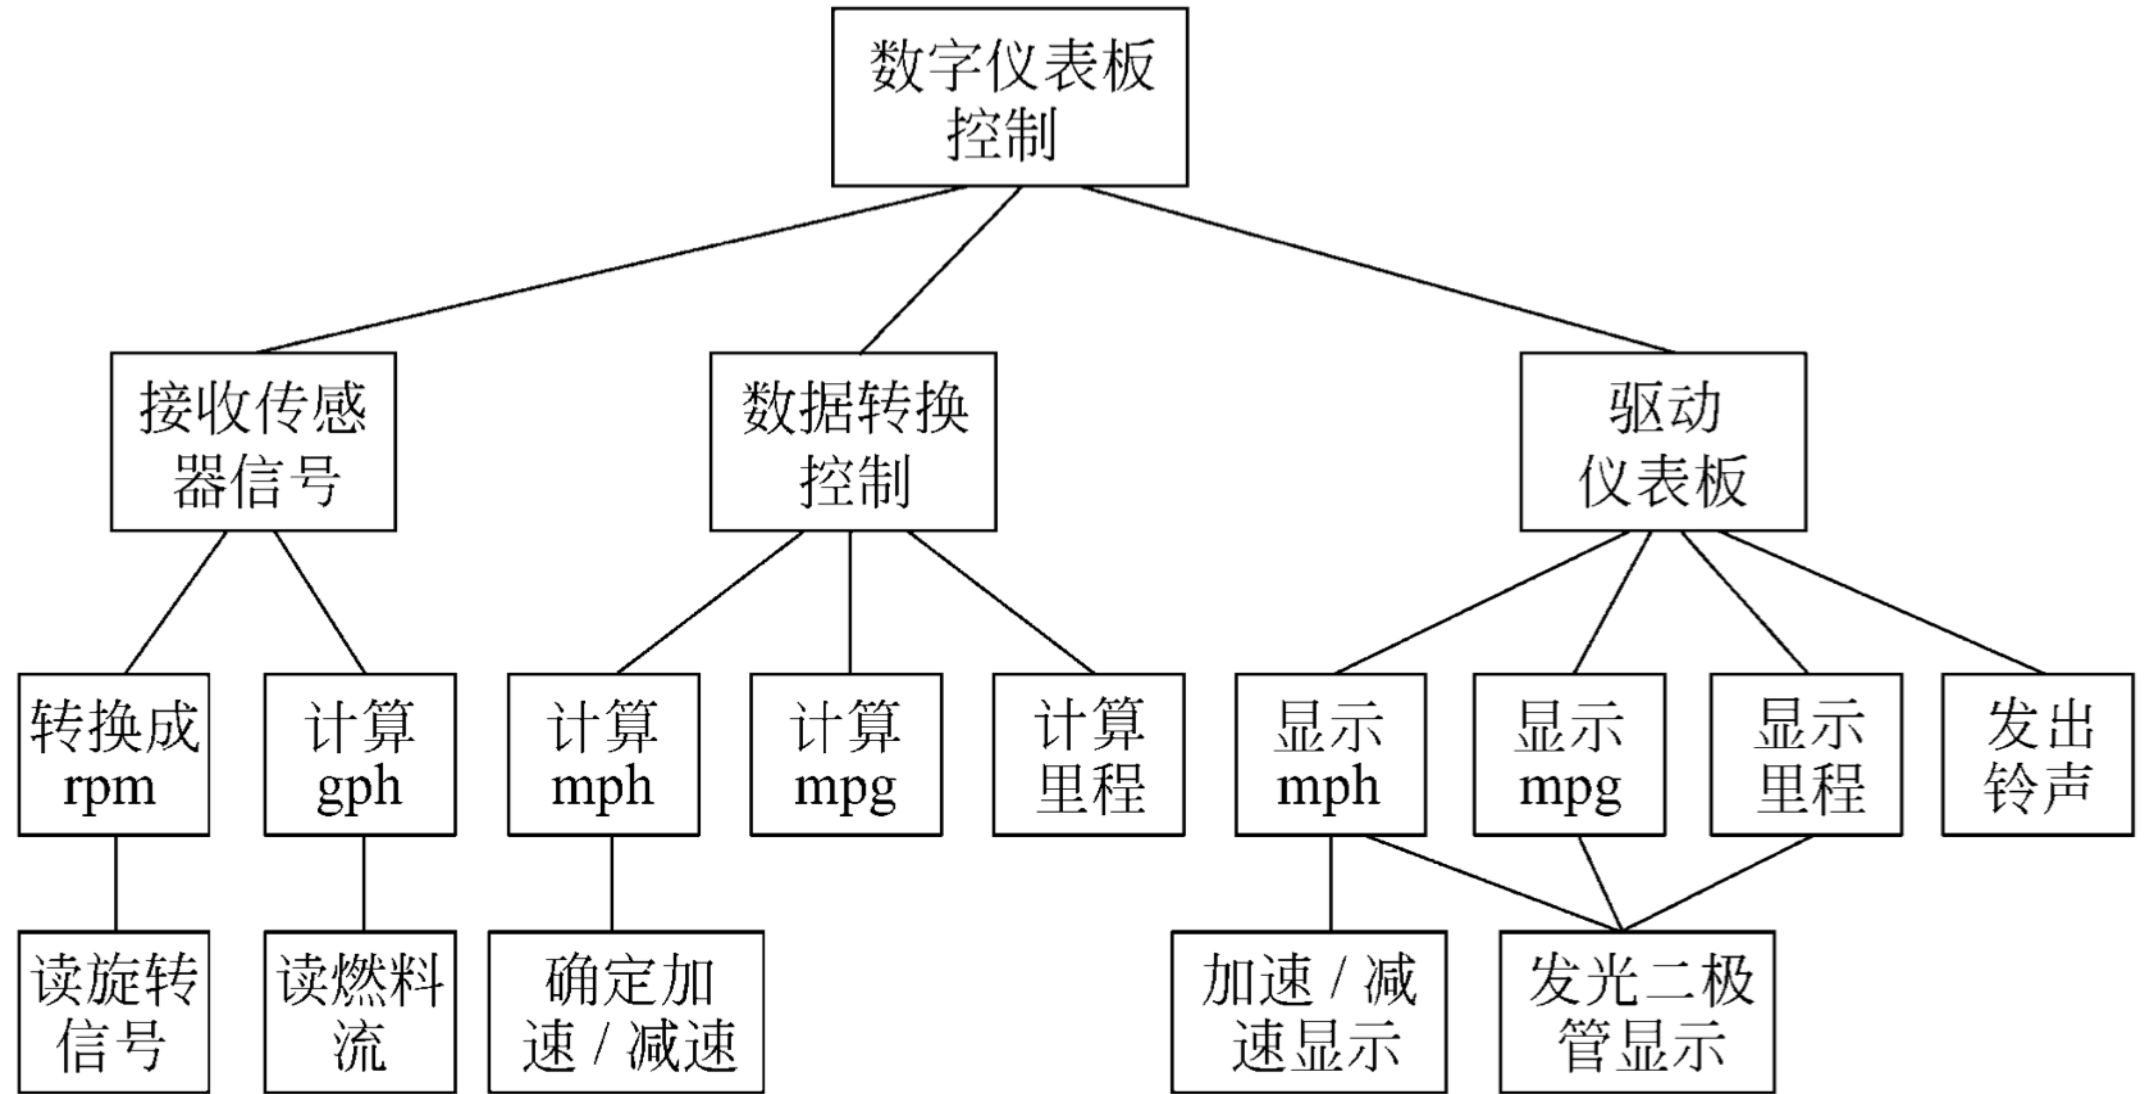 数字仪表板
控制
接收传感
器信号
数据转换
控制
驱动
仪表板
转换成
rpm
计算
gph
计算
mph
计算
mpg
计算
里程
显示
mph
显示
mpg
显示
里程
发出
铃声
读旋转
信号
读燃料
流
确定加
速 / 减速
加速 / 减
速显示
发光二极
管显示